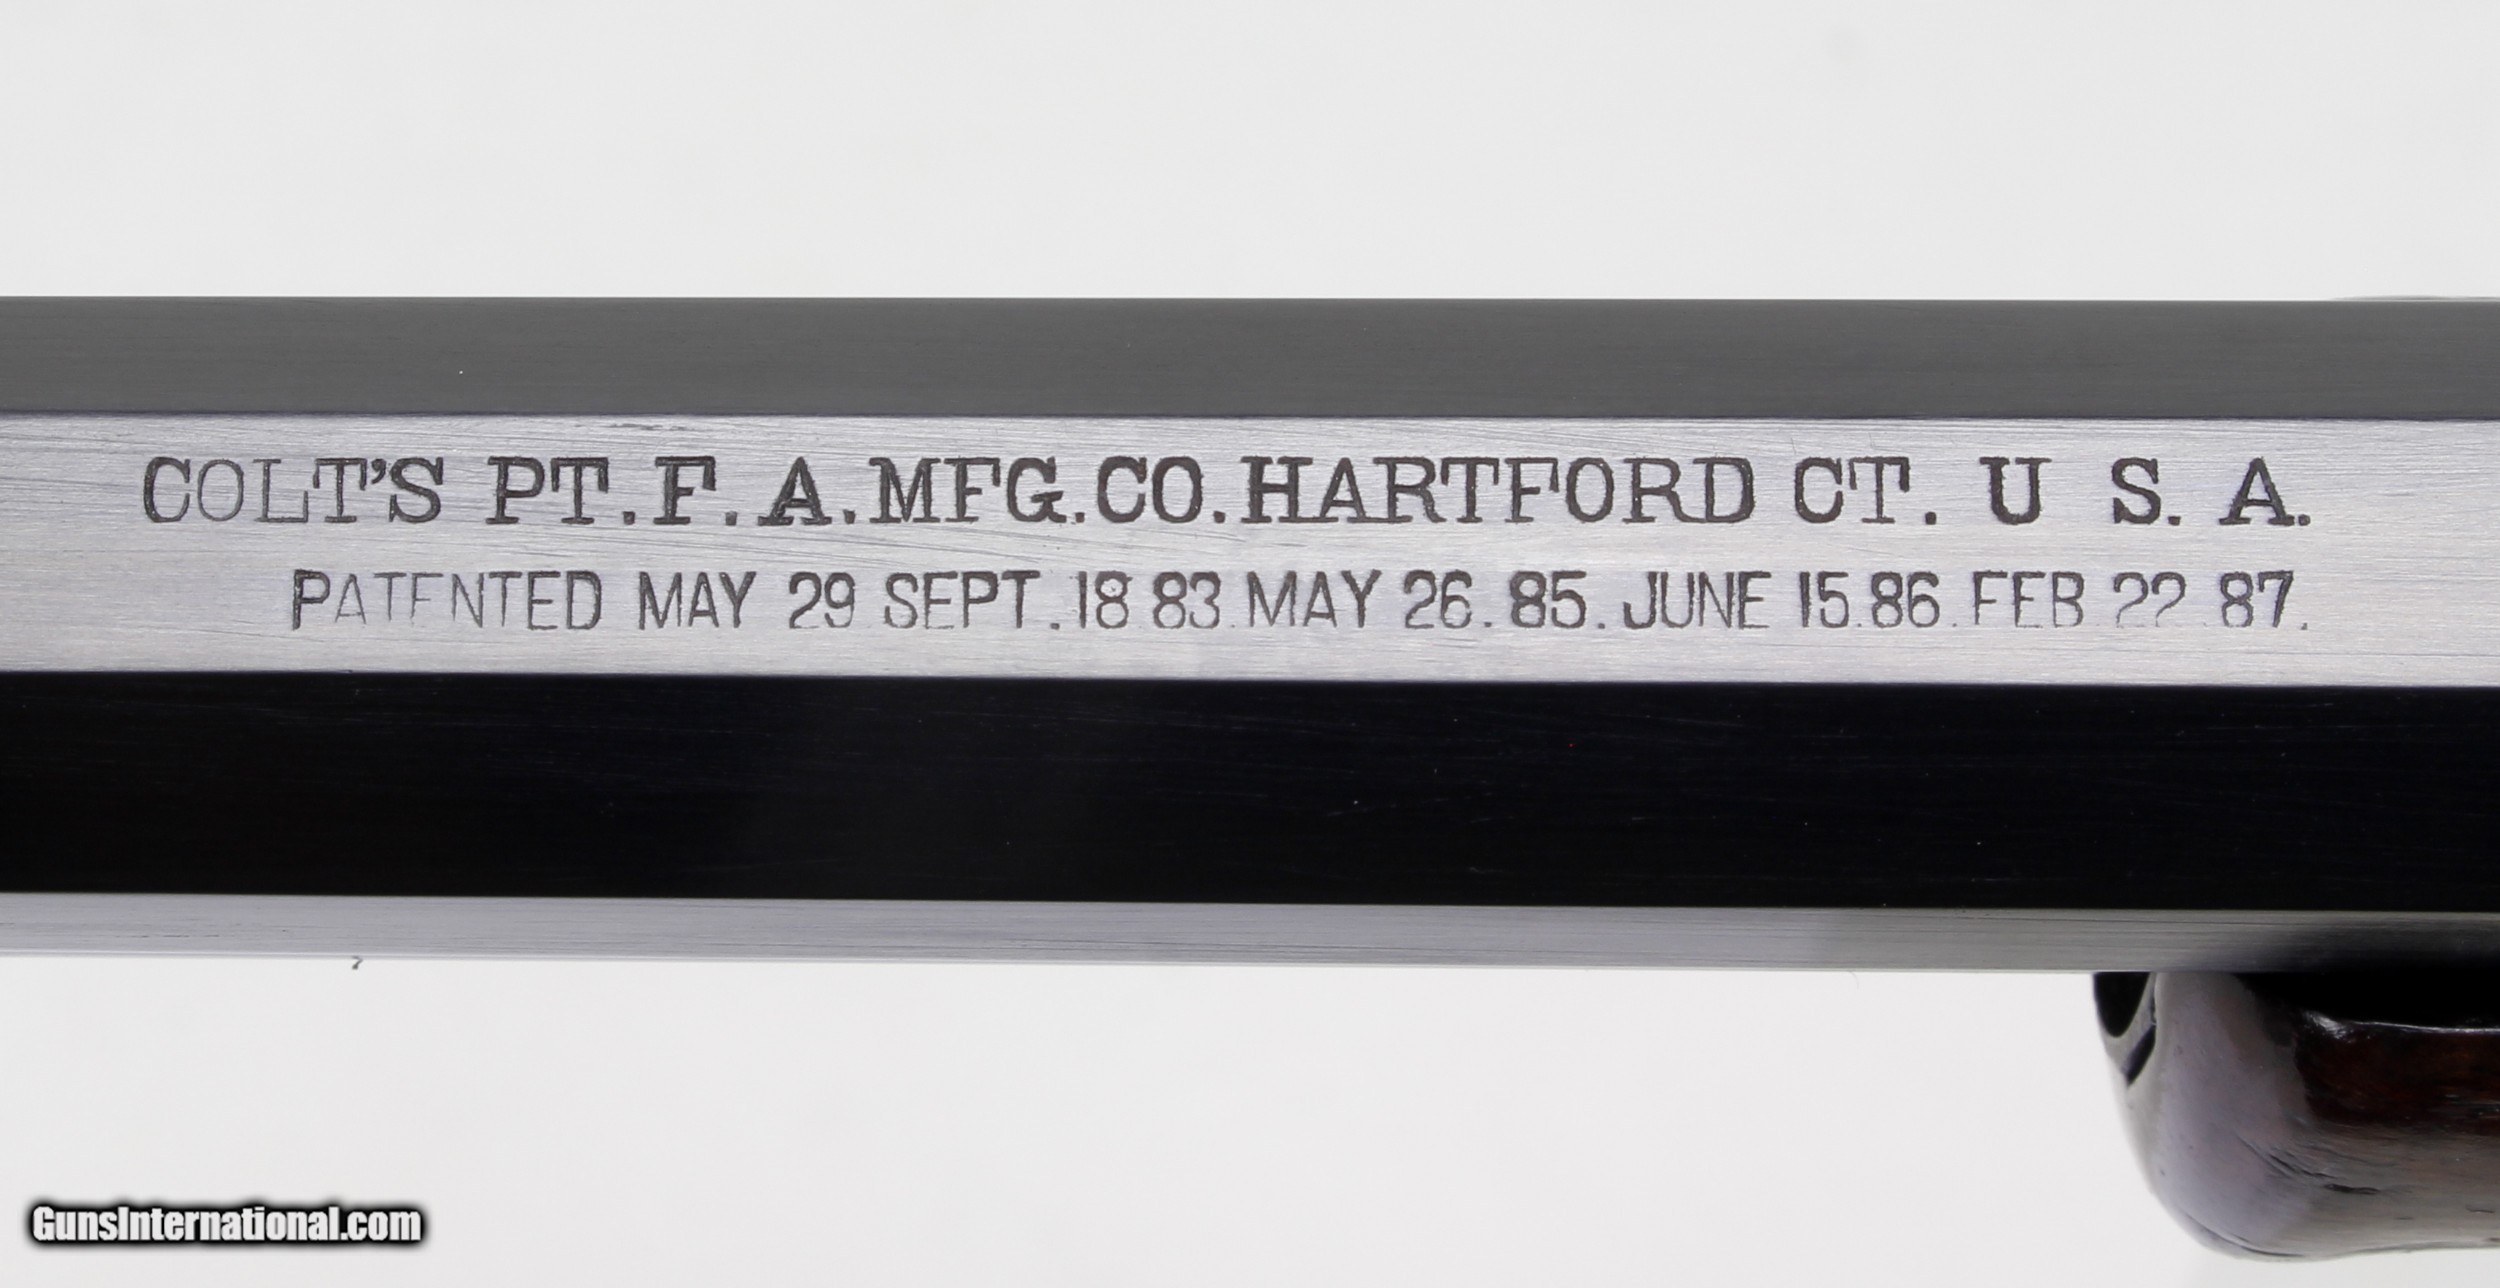 COLT'S PT. F. A. MFG. CO. HARTFORD CT. U S. A.
PATENTED MAY 29 SEPT. 18 83. MAY 26. 85. JUNE 15. 86. FEB 22. 87.
GunsInternational.com